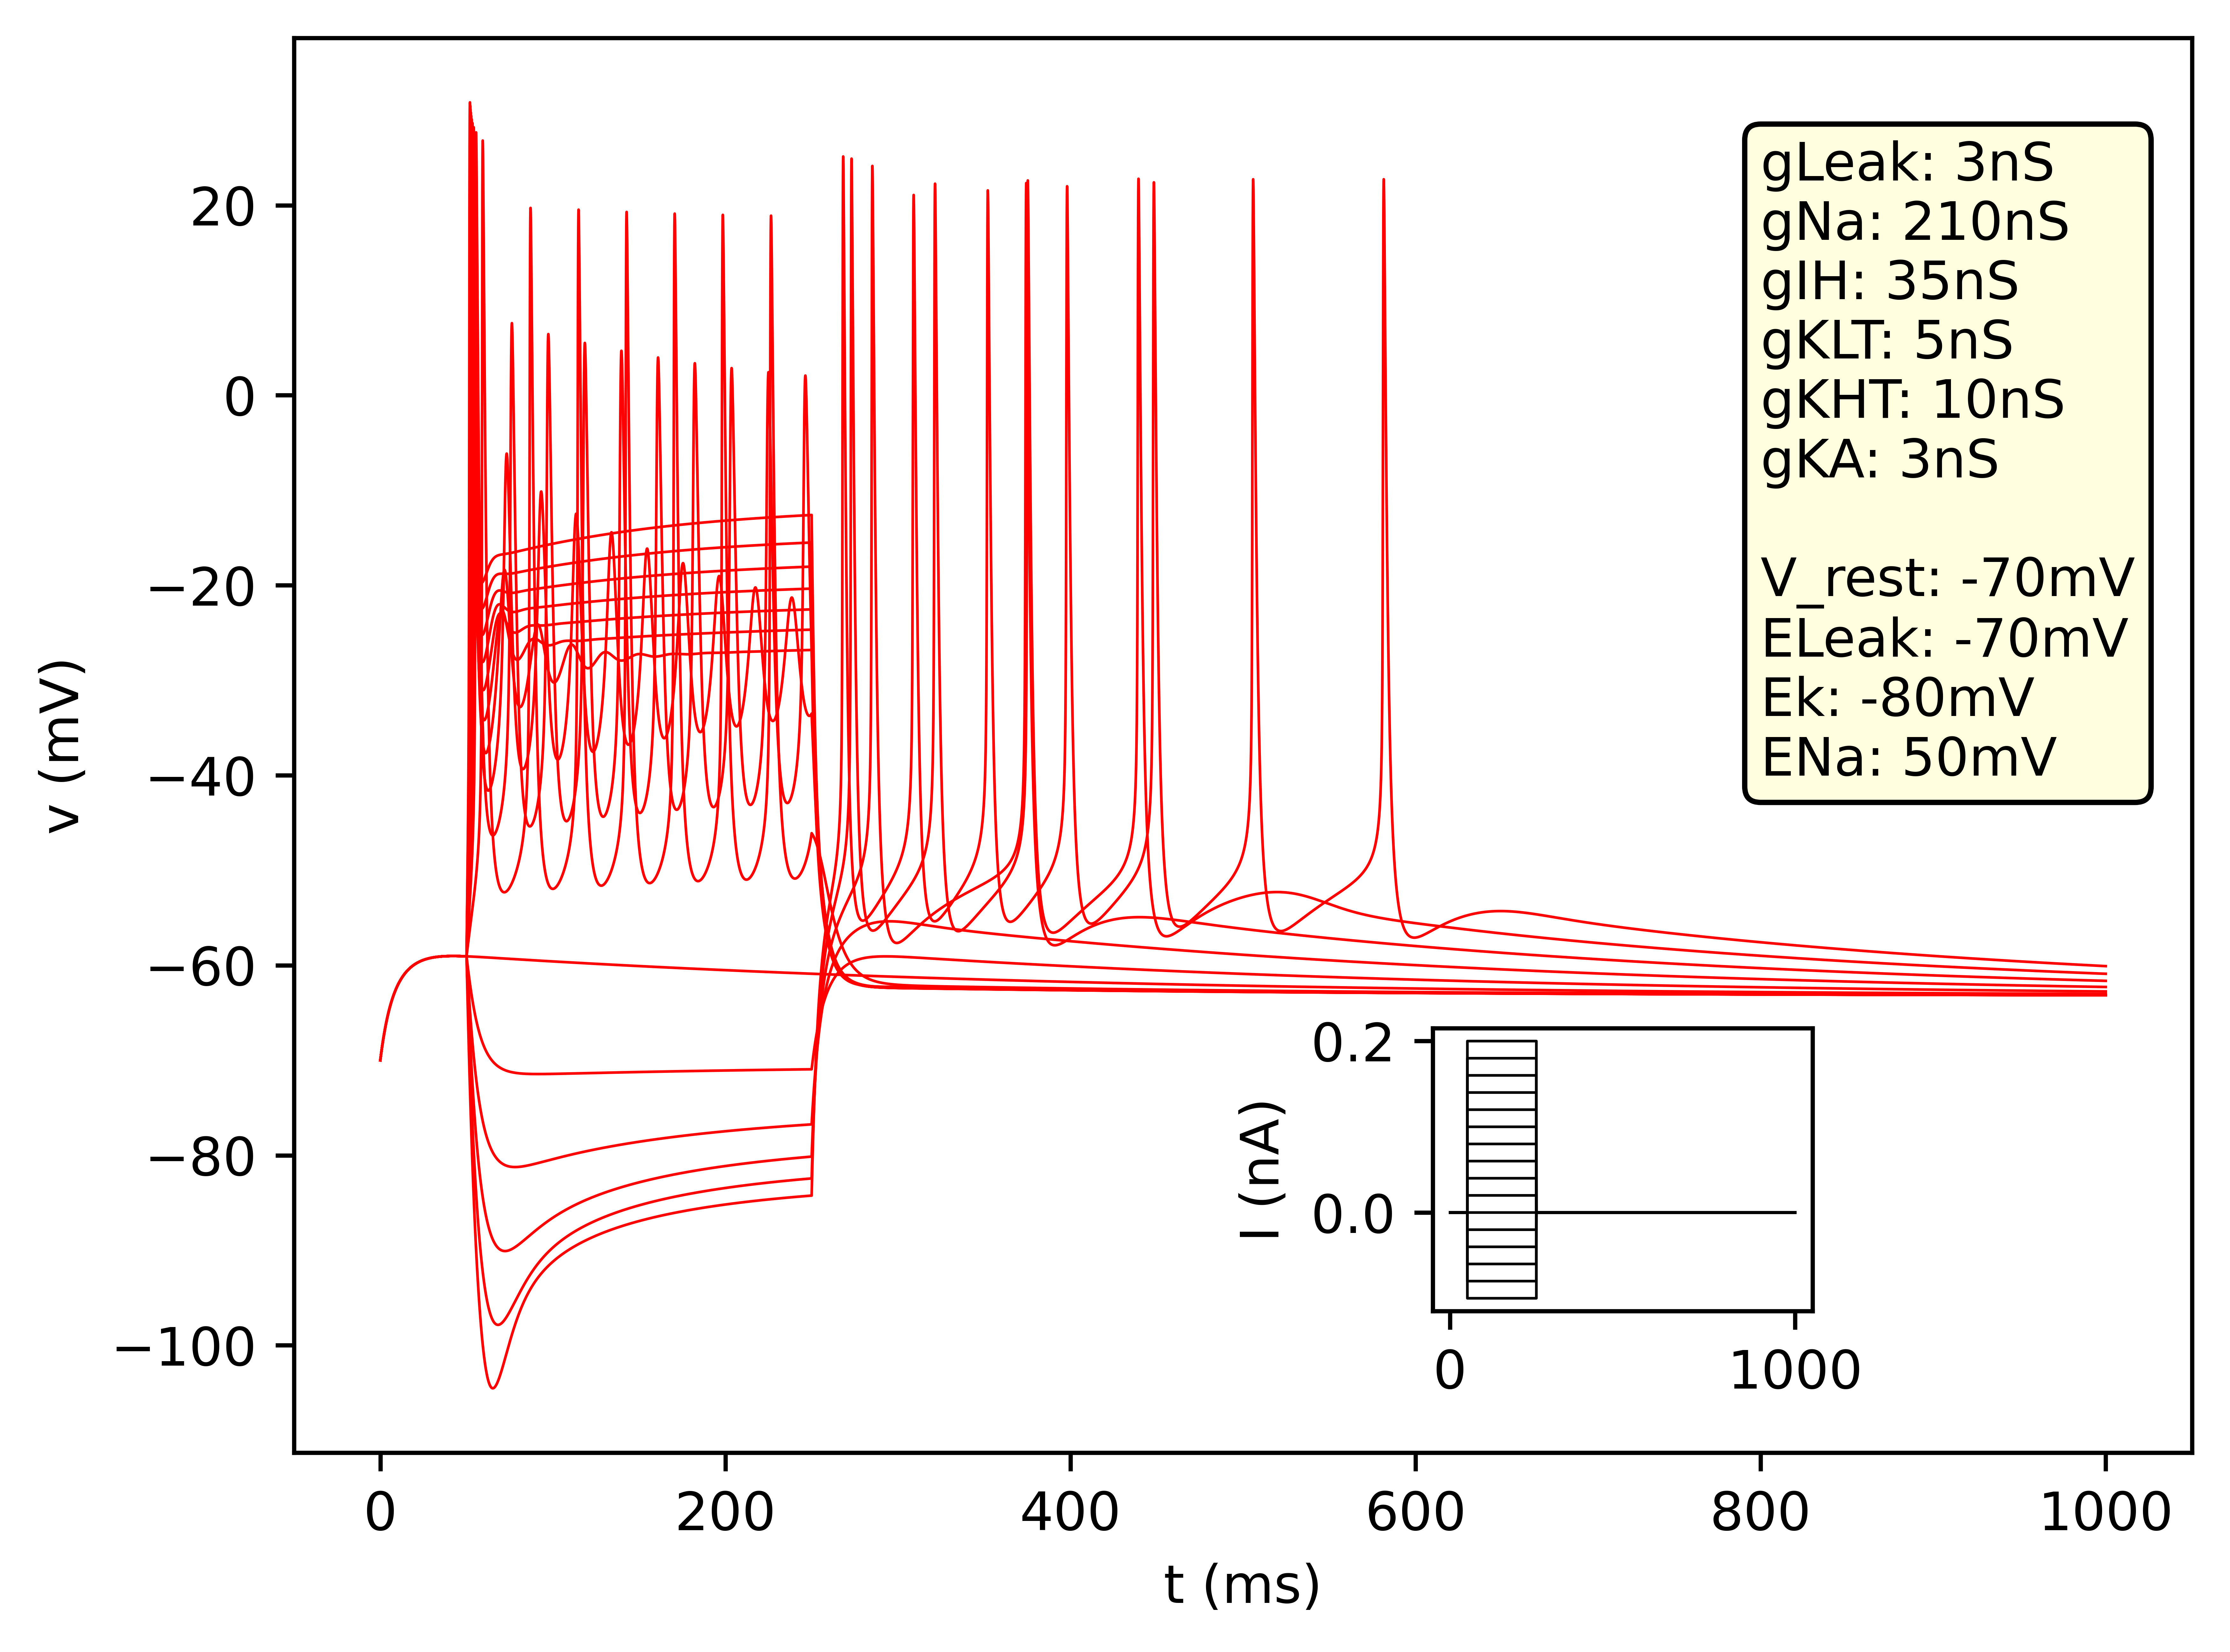 20
0
−20
−40
−60
−80
−100
v (mV)
0 200 400 600 800 1000
t (ms)
gLeak: 3nS
gNa: 210nS
gIH: 35nS
gKLT: 5nS
gKHT: 10nS
gKA: 3nS
V_rest: -70mV
ELeak: -70mV
Ek: -80mV
ENa: 50mV
0.2
0.0
I (nA)
0 1000